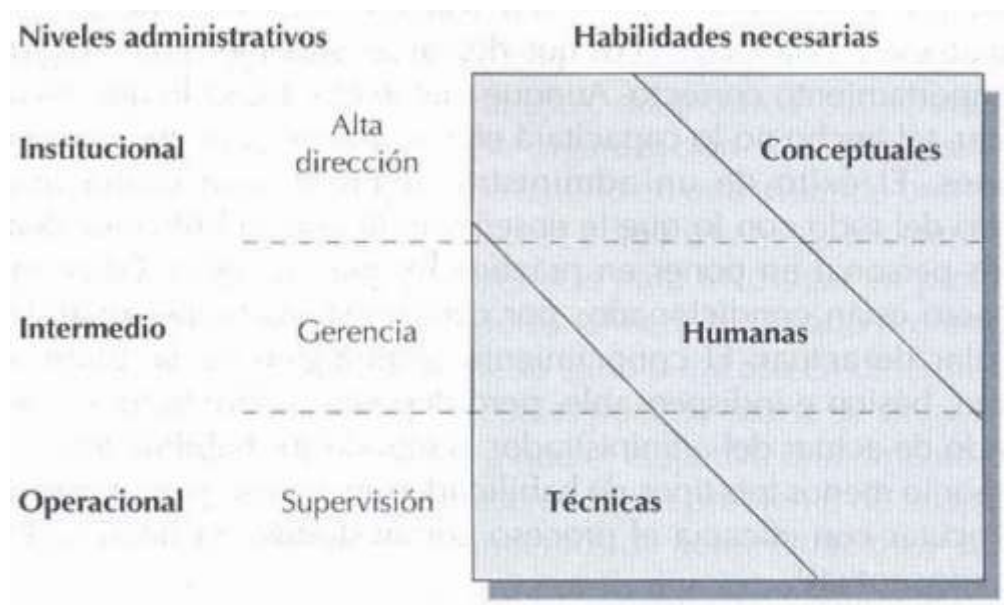 Niveles administrativos Habilidades necesarias
Institucional Alta dirección Conceptuales
Intermedio Gerencia Humanas
Operacional Supervisión Técnicas